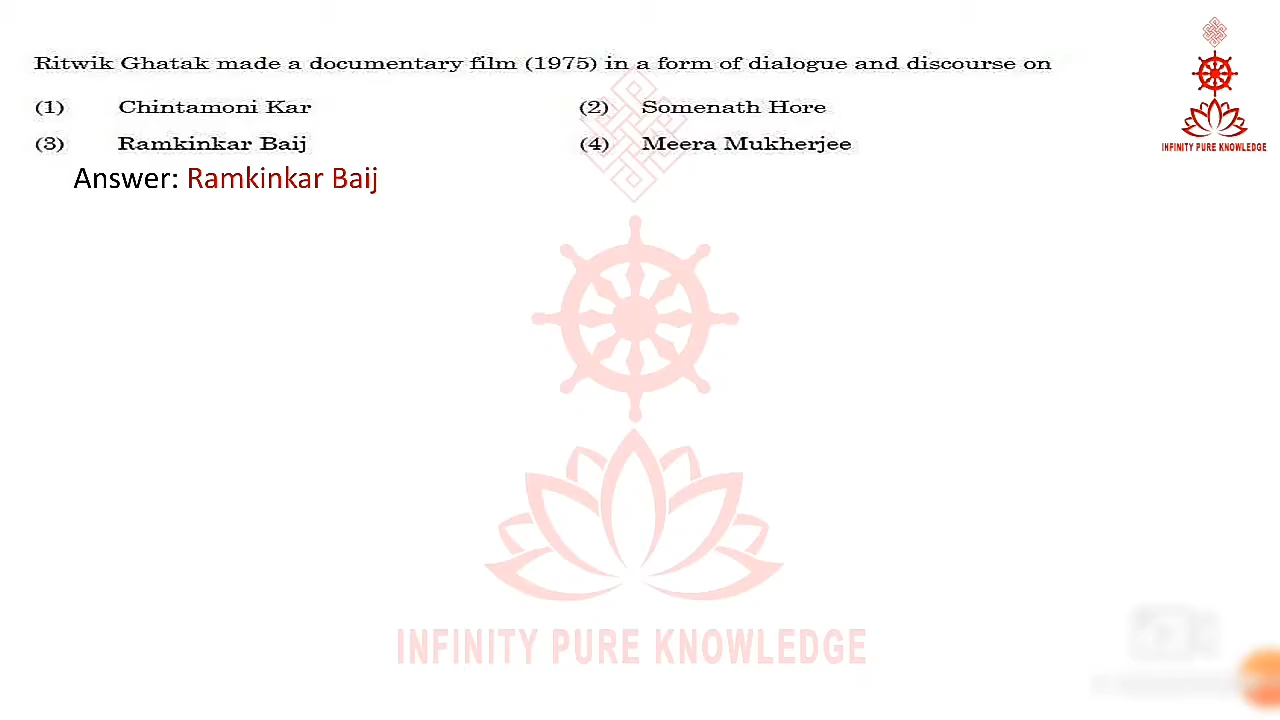 Ritwik Ghatak made a documentary film (1975) in a form of dialogue and discourse on
(1) Chintamoni Kar (2) Somenath Hore
(3) Ramkinkar Baij (4) Meera Mukherjee
Answer: Ramkinkar Baij
INFINITY PURE KNOWLEDGE
INFINITY PURE KNOWLEDGE